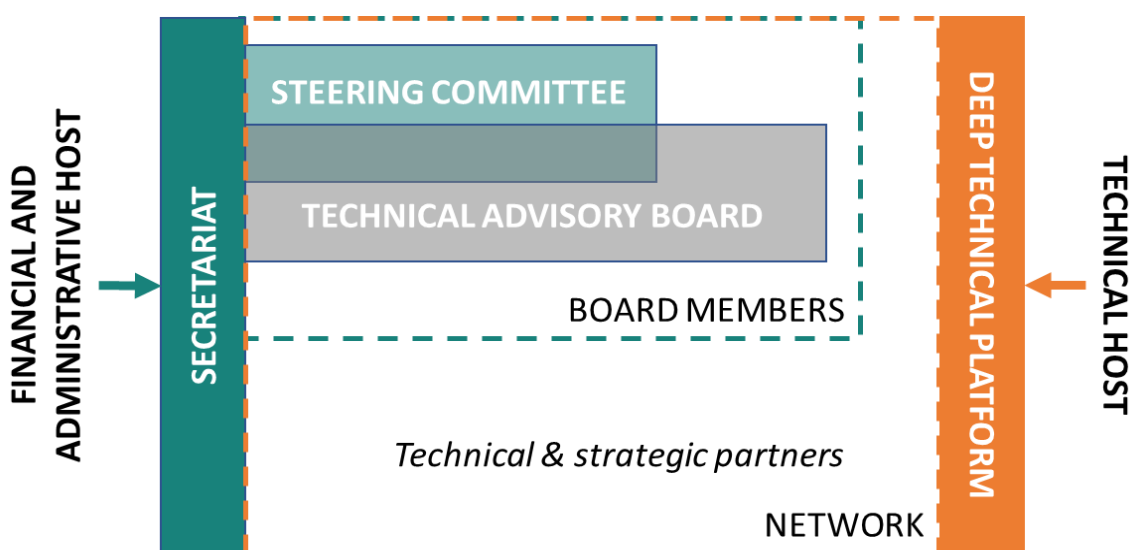 FINANCIAL AND
ADMINISTRATIVE HOST
SECRETARIAT
STEERING COMMITTEE
TECHNICAL ADVISORY BOARD
BOARD MEMBERS
Technical & strategic partners
NETWORK
DEEP TECHNICAL PLATFORM
TECHNICAL HOST